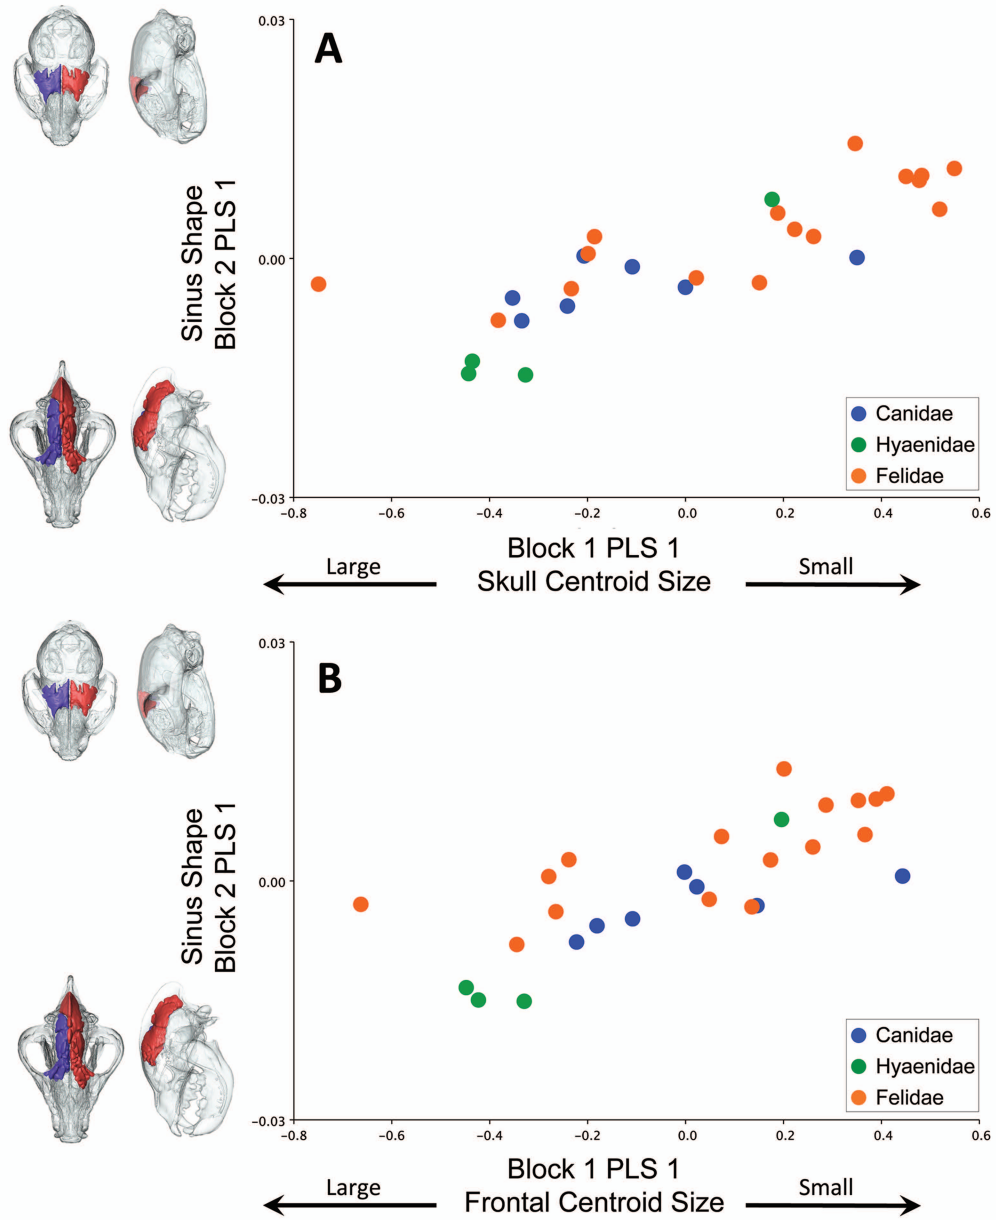 0.03
A
Sinus Shape
Block 2 PLS 1
0.00
Canidae
Hyaenidae
Felidae
−0.03
−0.8 −0.6 −0.4 −0.2 0.0 0.2 0.4 0.6
Block 1 PLS 1
Large Skull Centroid Size Small
0.03
B
Sinus Shape
Block 2 PLS 1
0.00
Canidae
Hyaenidae
Felidae
−0.03
−0.8 −0.6 −0.4 −0.2 0.0 0.2 0.4 0.6
Block 1 PLS 1
Large Frontal Centroid Size Small